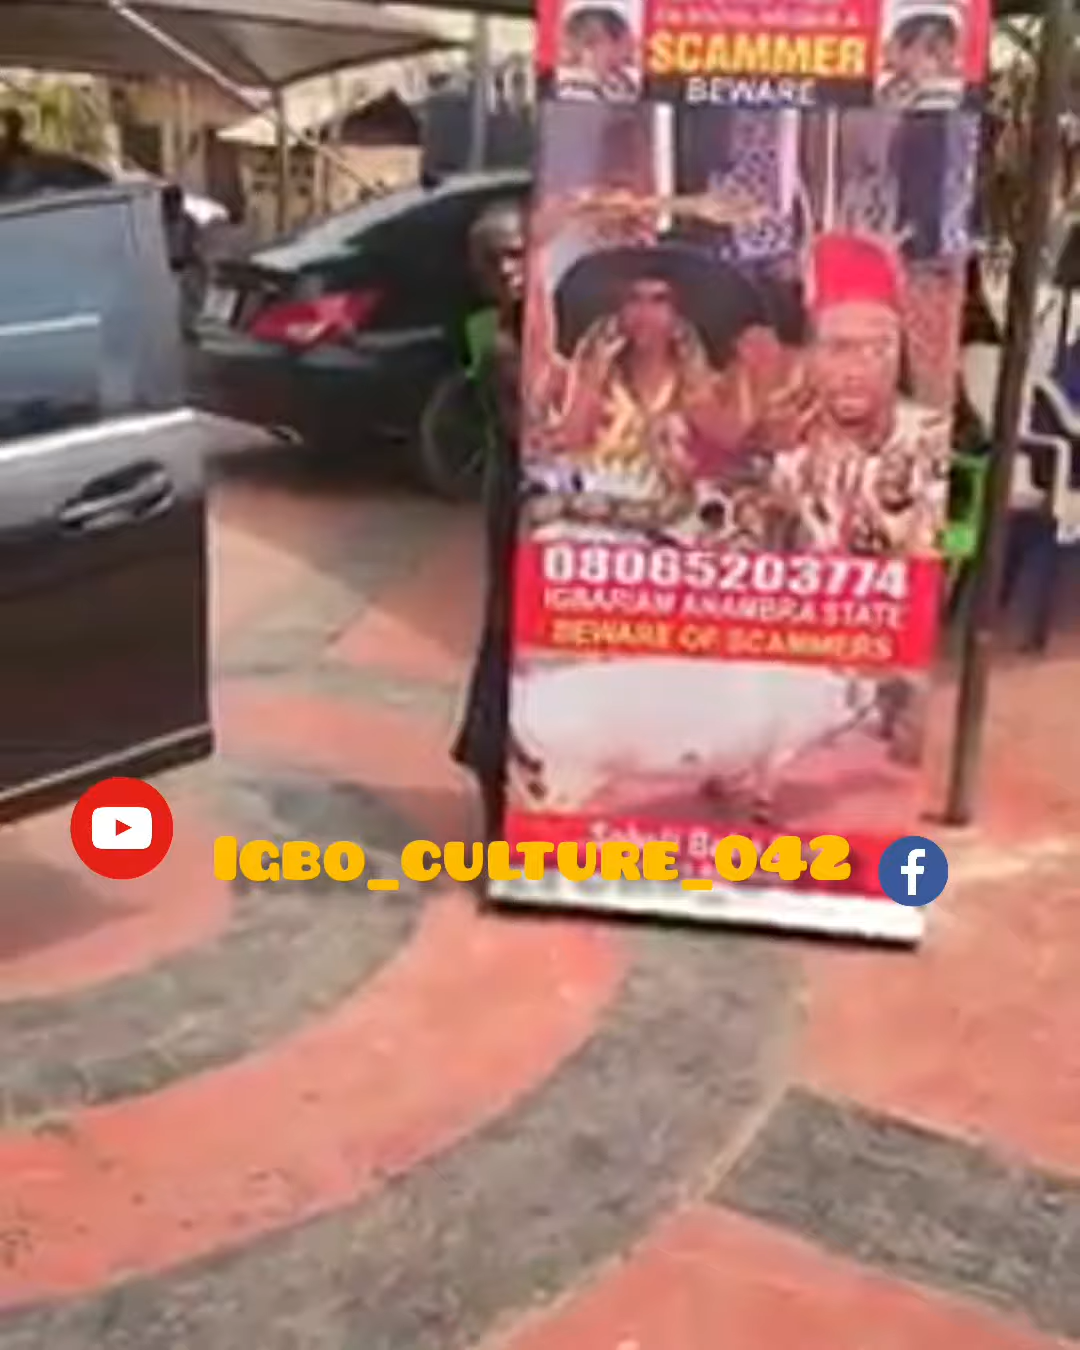 SCAMMER
BEWARE
08065203774
IGBARIAM ANAMBRA STATE
BEWARE OF SCAMMERS
IGBO_CULTURE_042